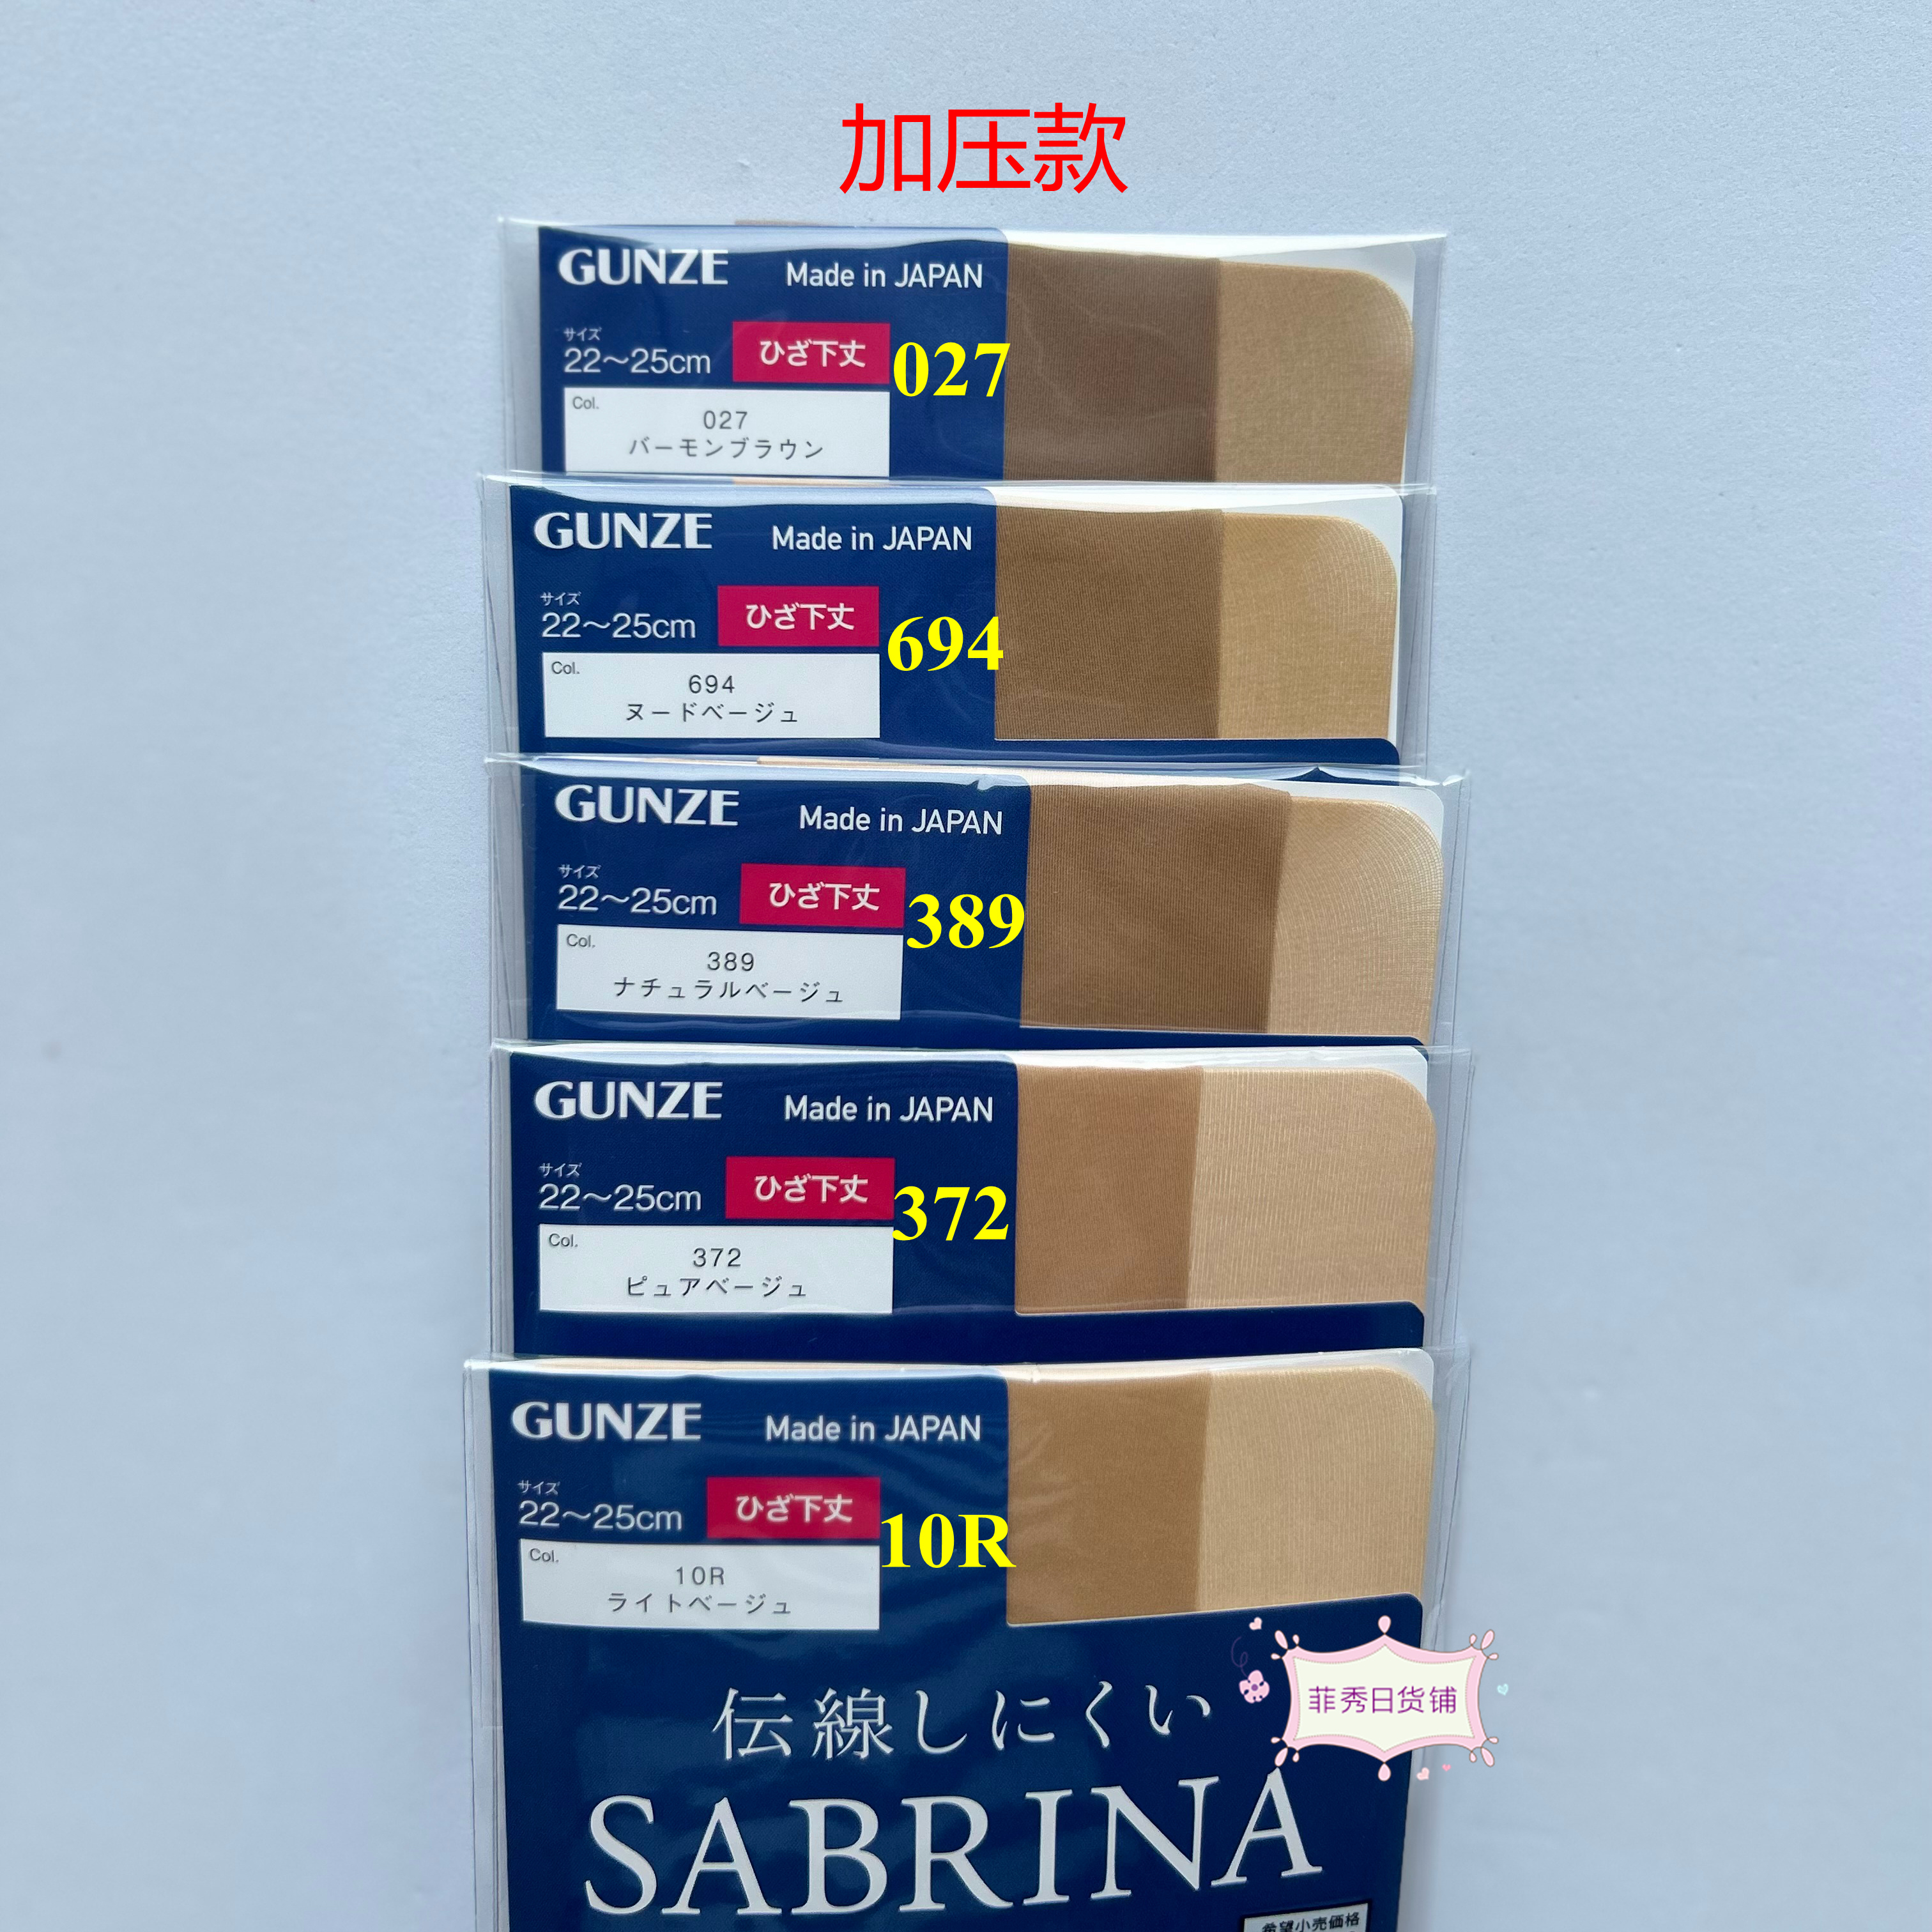 加压款
GUNZE Made in JAPAN
サイズ
22～25cm ひざ下丈 027
Col.
027
バーモンブラウン
GUNZE Made in JAPAN
サイズ
22～25cm ひざ下丈 694
Col.
694
ヌードベージュ
GUNZE Made in JAPAN
サイズ
22～25cm ひざ下丈 389
Col.
389
ナチュラルベージュ
GUNZE Made in JAPAN
サイズ
22～25cm ひざ下丈 372
Col.
372
ピュアベージュ
GUNZE Made in JAPAN
サイズ
22～25cm ひざ下丈 10R
Col.
10R
ライトベージュ
菲秀日货铺
伝線しにくい
SABRINA
希望小売価格